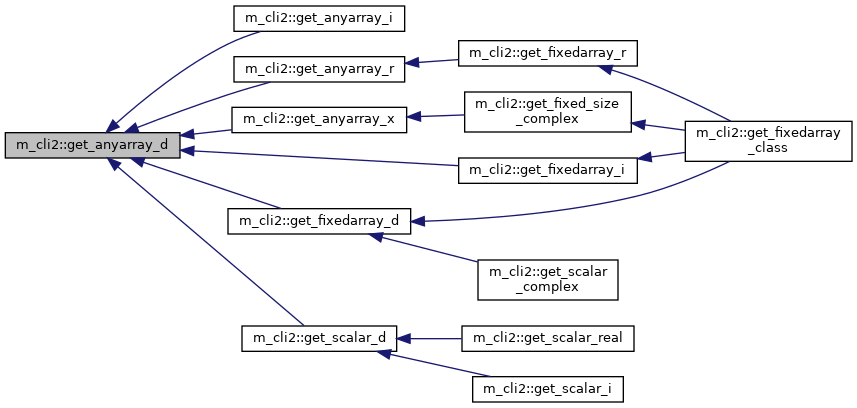 m_cli2::get_anyarray_i
m_cli2::get_anyarray_r
m_cli2::get_fixedarray_r
m_cli2::get_anyarray_x
m_cli2::get_fixed_size
_complex
m_cli2::get_fixedarray
_class
m_cli2::get_anyarray_d
m_cli2::get_fixedarray_i
m_cli2::get_fixedarray_d
m_cli2::get_scalar
_complex
m_cli2::get_scalar_d
m_cli2::get_scalar_real
m_cli2::get_scalar_i